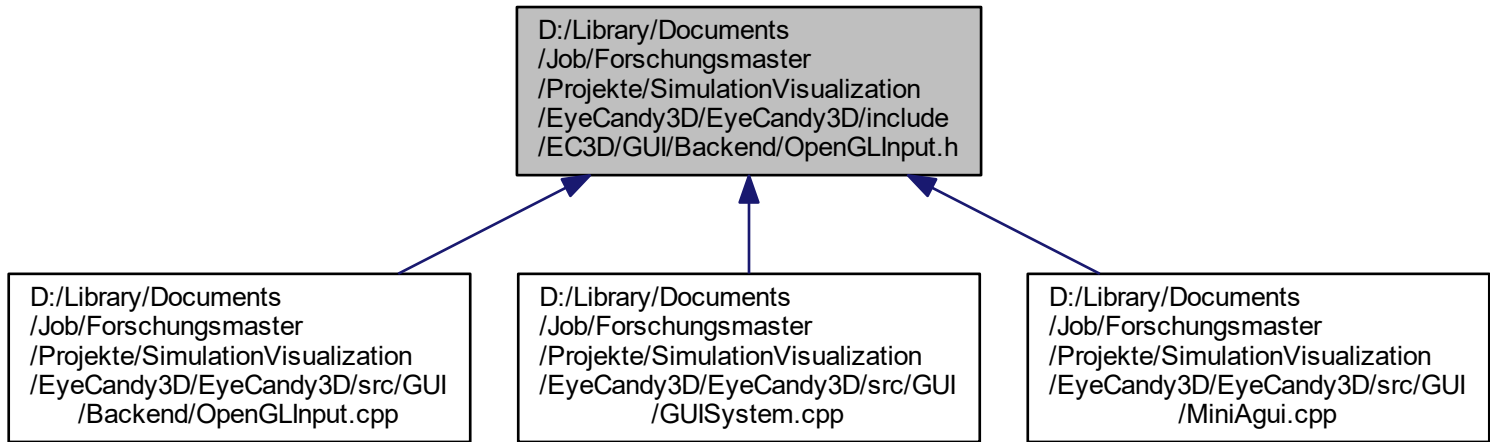 D:/Library/Documents
/Job/Forschungsmaster
/Projekte/SimulationVisualization
/EyeCandy3D/EyeCandy3D/include
/EC3D/GUI/Backend/OpenGLInput.h
D:/Library/Documents
/Job/Forschungsmaster
/Projekte/SimulationVisualization
/EyeCandy3D/EyeCandy3D/src/GUI
/Backend/OpenGLInput.cpp
D:/Library/Documents
/Job/Forschungsmaster
/Projekte/SimulationVisualization
/EyeCandy3D/EyeCandy3D/src/GUI
/GUISystem.cpp
D:/Library/Documents
/Job/Forschungsmaster
/Projekte/SimulationVisualization
/EyeCandy3D/EyeCandy3D/src/GUI
/MiniAgui.cpp